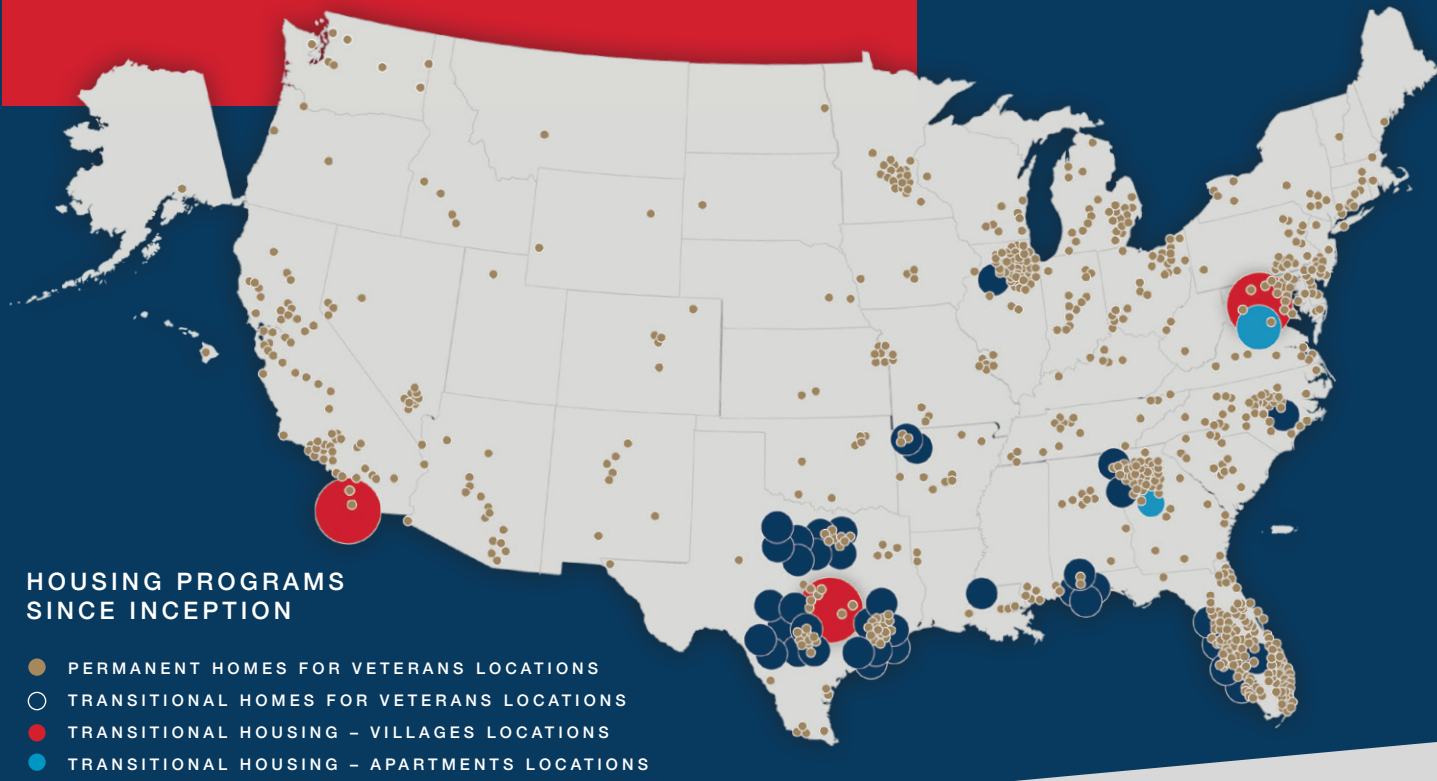 HOUSING PROGRAMS
SINCE INCEPTION
PERMANENT HOMES FOR VETERANS LOCATIONS
TRANSITIONAL HOMES FOR VETERANS LOCATIONS
TRANSITIONAL HOUSING – VILLAGES LOCATIONS
TRANSITIONAL HOUSING – APARTMENTS LOCATIONS